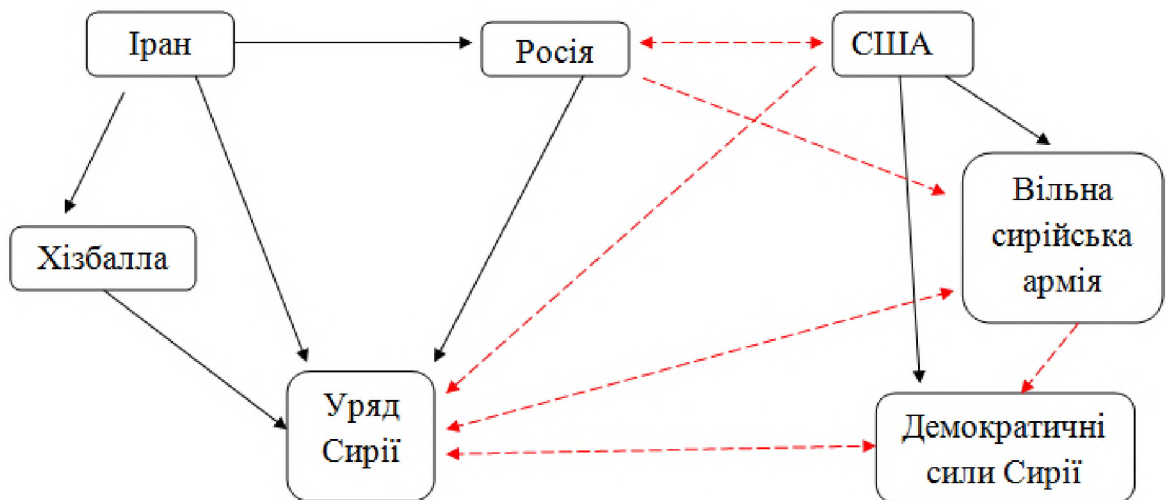 Іран
Росія
США
Вільна
сирійська
армія
Хізбалла
Уряд
Сирії
Демократичні
сили Сирії